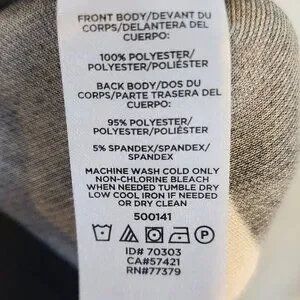 FRONT BODY/DEVANT DU
CORPS/DELANTERA DEL
CUERPO:
100% POLYESTER/
POLYESTER/POLIÉSTER
BACK BODY/DOS DU
CORPS/PARTE TRASERA DEL
CUERPO:
95% POLYESTER/
POLYESTER/POLIÉSTER
5% SPANDEX/SPANDEX/
SPANDEX
MACHINE WASH COLD ONLY
NON-CHLORINE BLEACH
WHEN NEEDED TUMBLE DRY
LOW COOL IRON IF NEEDED
OR DRY CLEAN
500141
P
ID# 70303
CA#57421
RN#77379